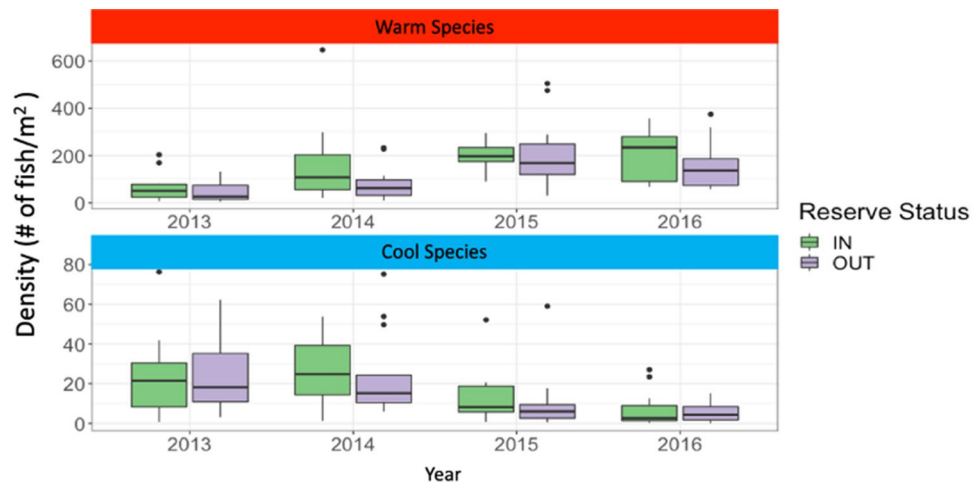 Warm Species
600
400
200
0
2013 2014 2015 2016
Cool Species
80
60
40
20
0
2013 2014 2015 2016
Year
Density (# of fish/m²)
Reserve Status
IN
OUT